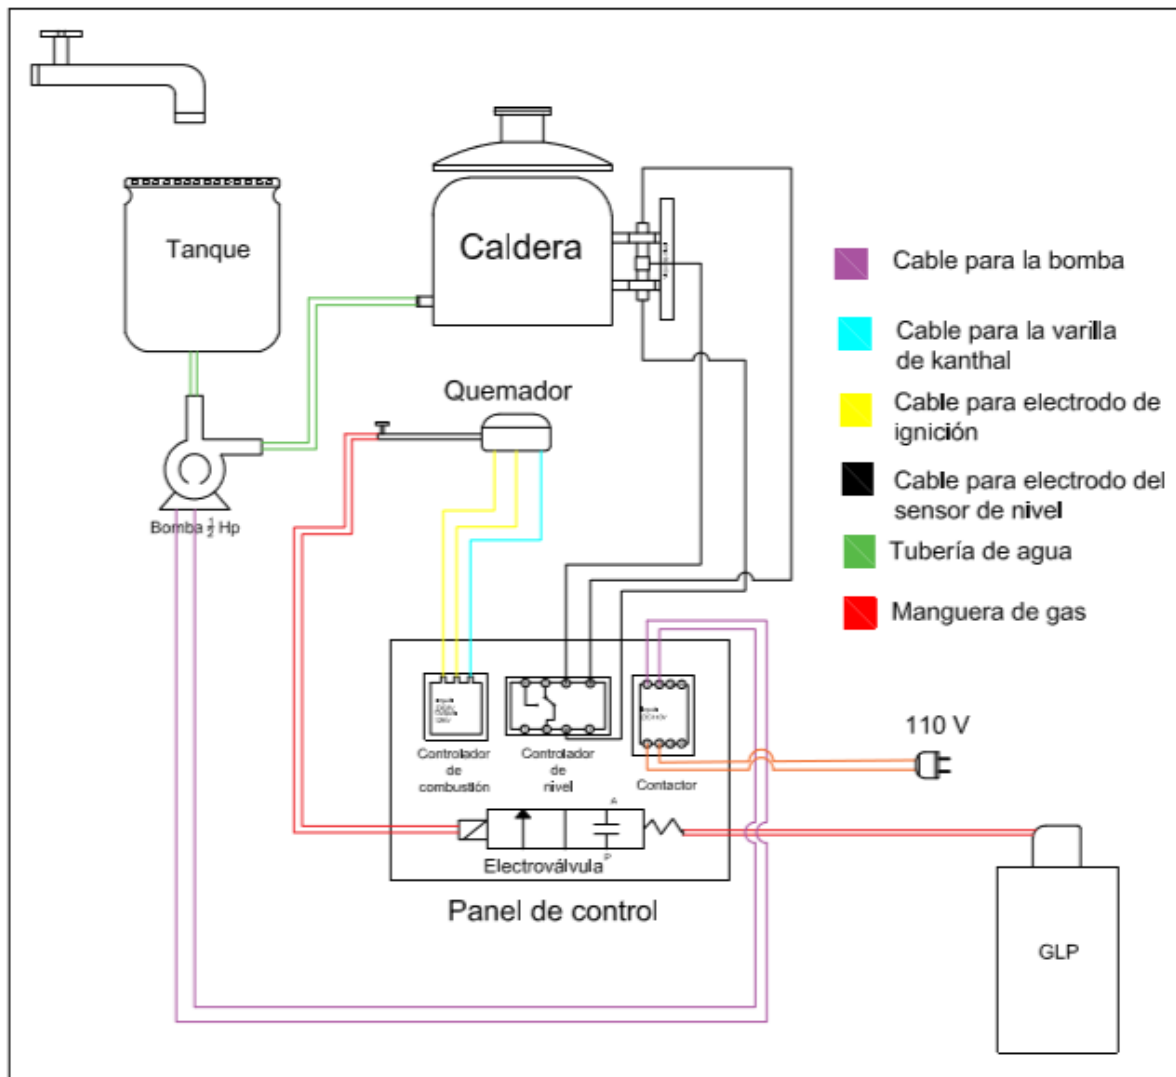 Tanque
Caldera
Quemador
Bomba ½ Hp
Cable para la bomba
Cable para la varilla
de kanthal
Cable para electrodo de
ignición
Cable para electrodo del
sensor de nivel
Tubería de agua
Manguera de gas
110 V
Controlador
de
combustión
Controlador
de
nivel
Contactor
A
P
Electroválvula
Panel de control
GLP